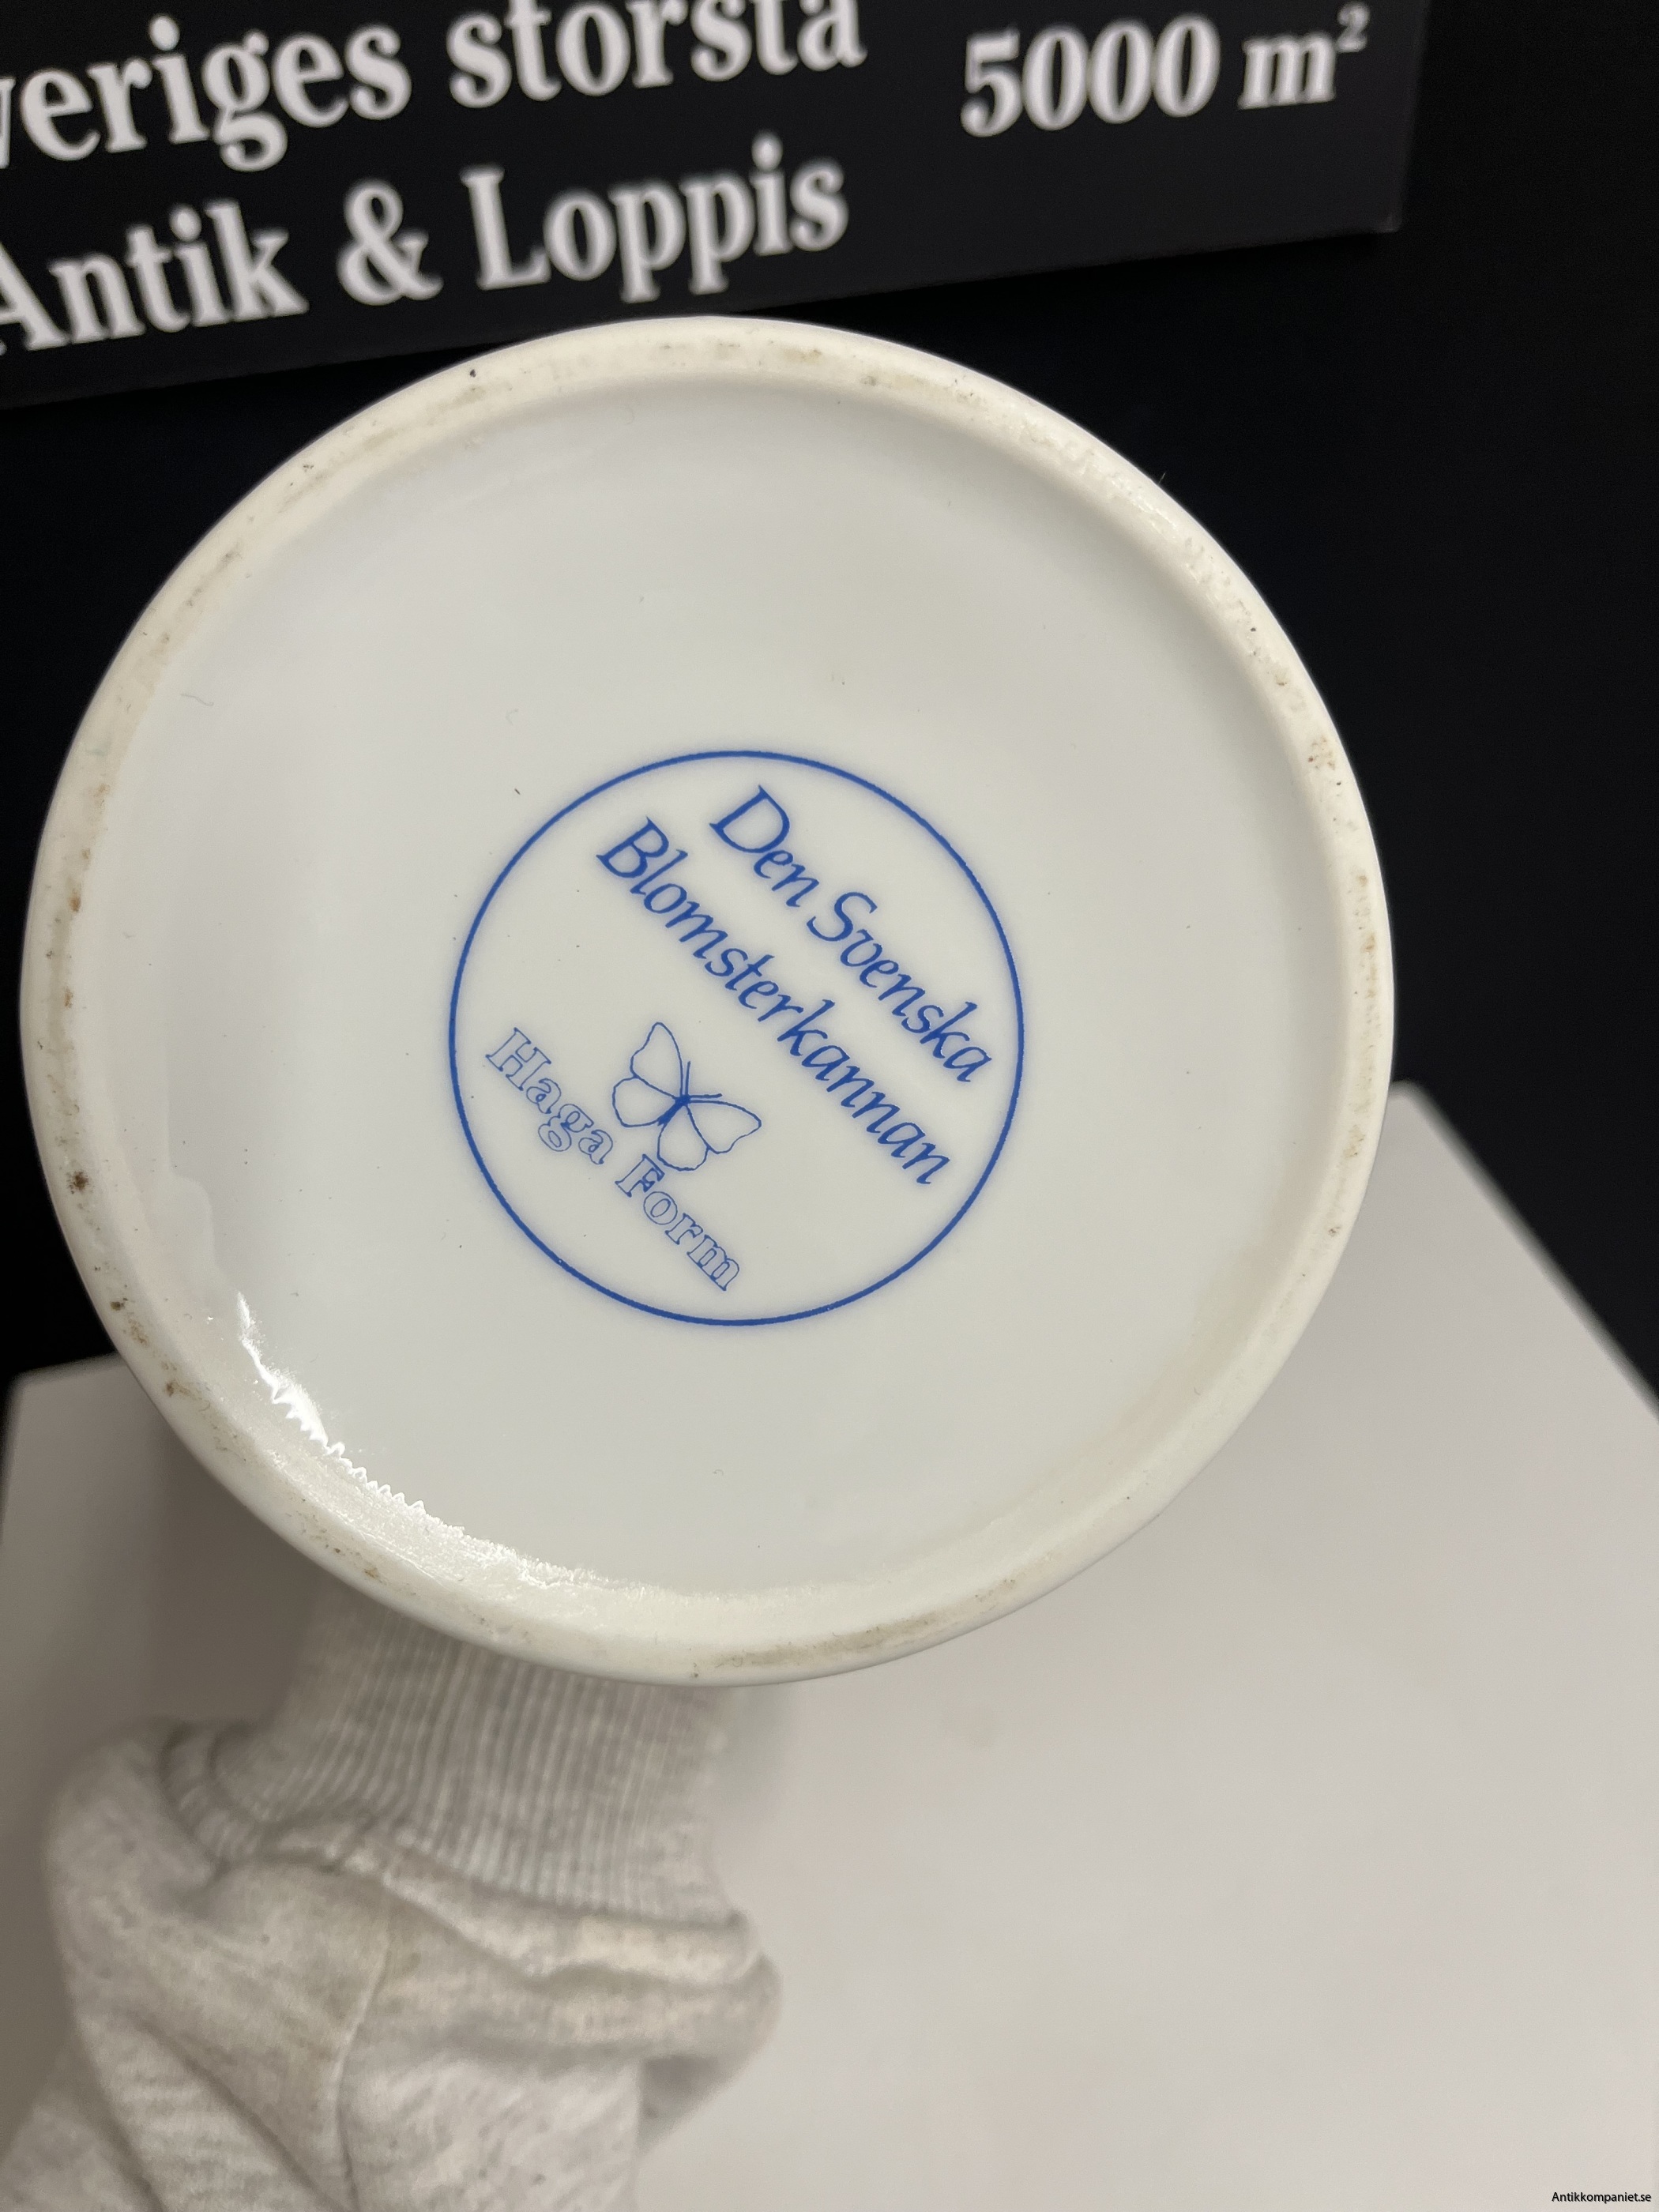 veriges största
5000 m²
Antik & Loppis
Den Svenska
Blomsterkannan
Haga Form
Antikkompaniet.se